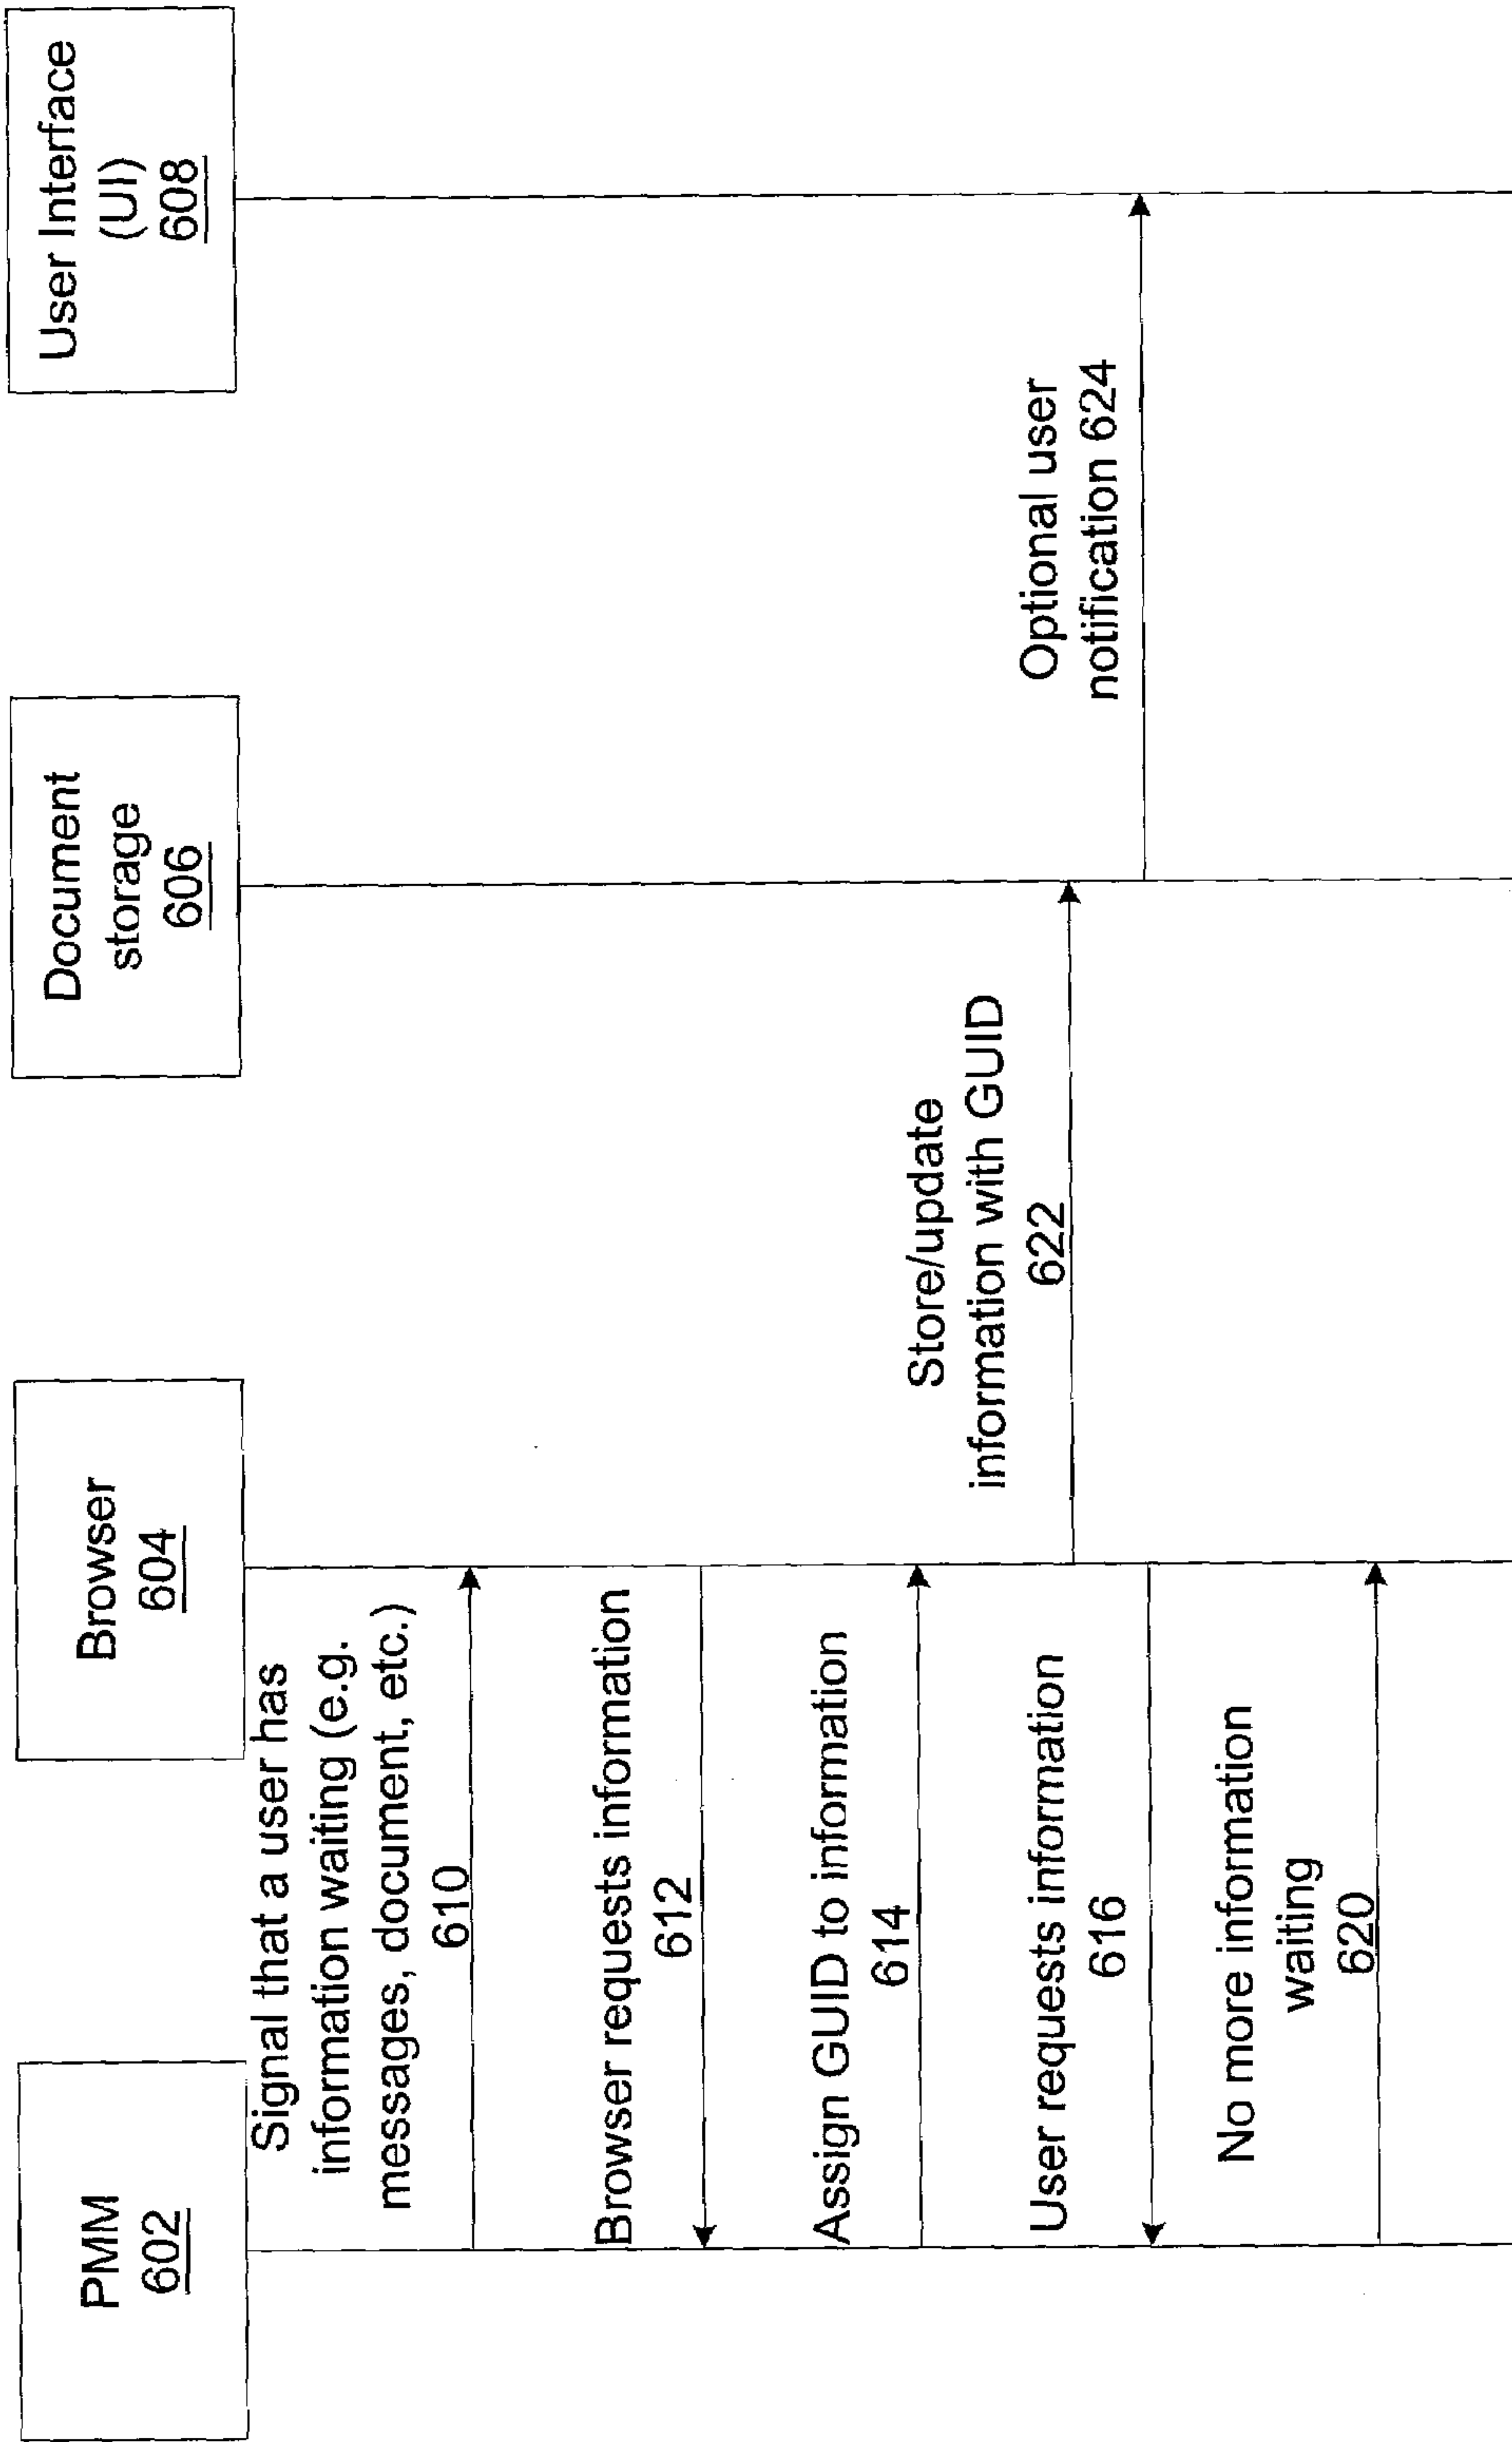 PMM
602
Browser
604
Document
storage
606
User Interface
(UI)
608
Signal that a user has
information waiting (e.g.
messages, document, etc.)
610
Browser requests information
612
Assign GUID to information
614
Store/update
information with GUID
622
User requests information
616
Optional user
notification 624
No more information
waiting
620